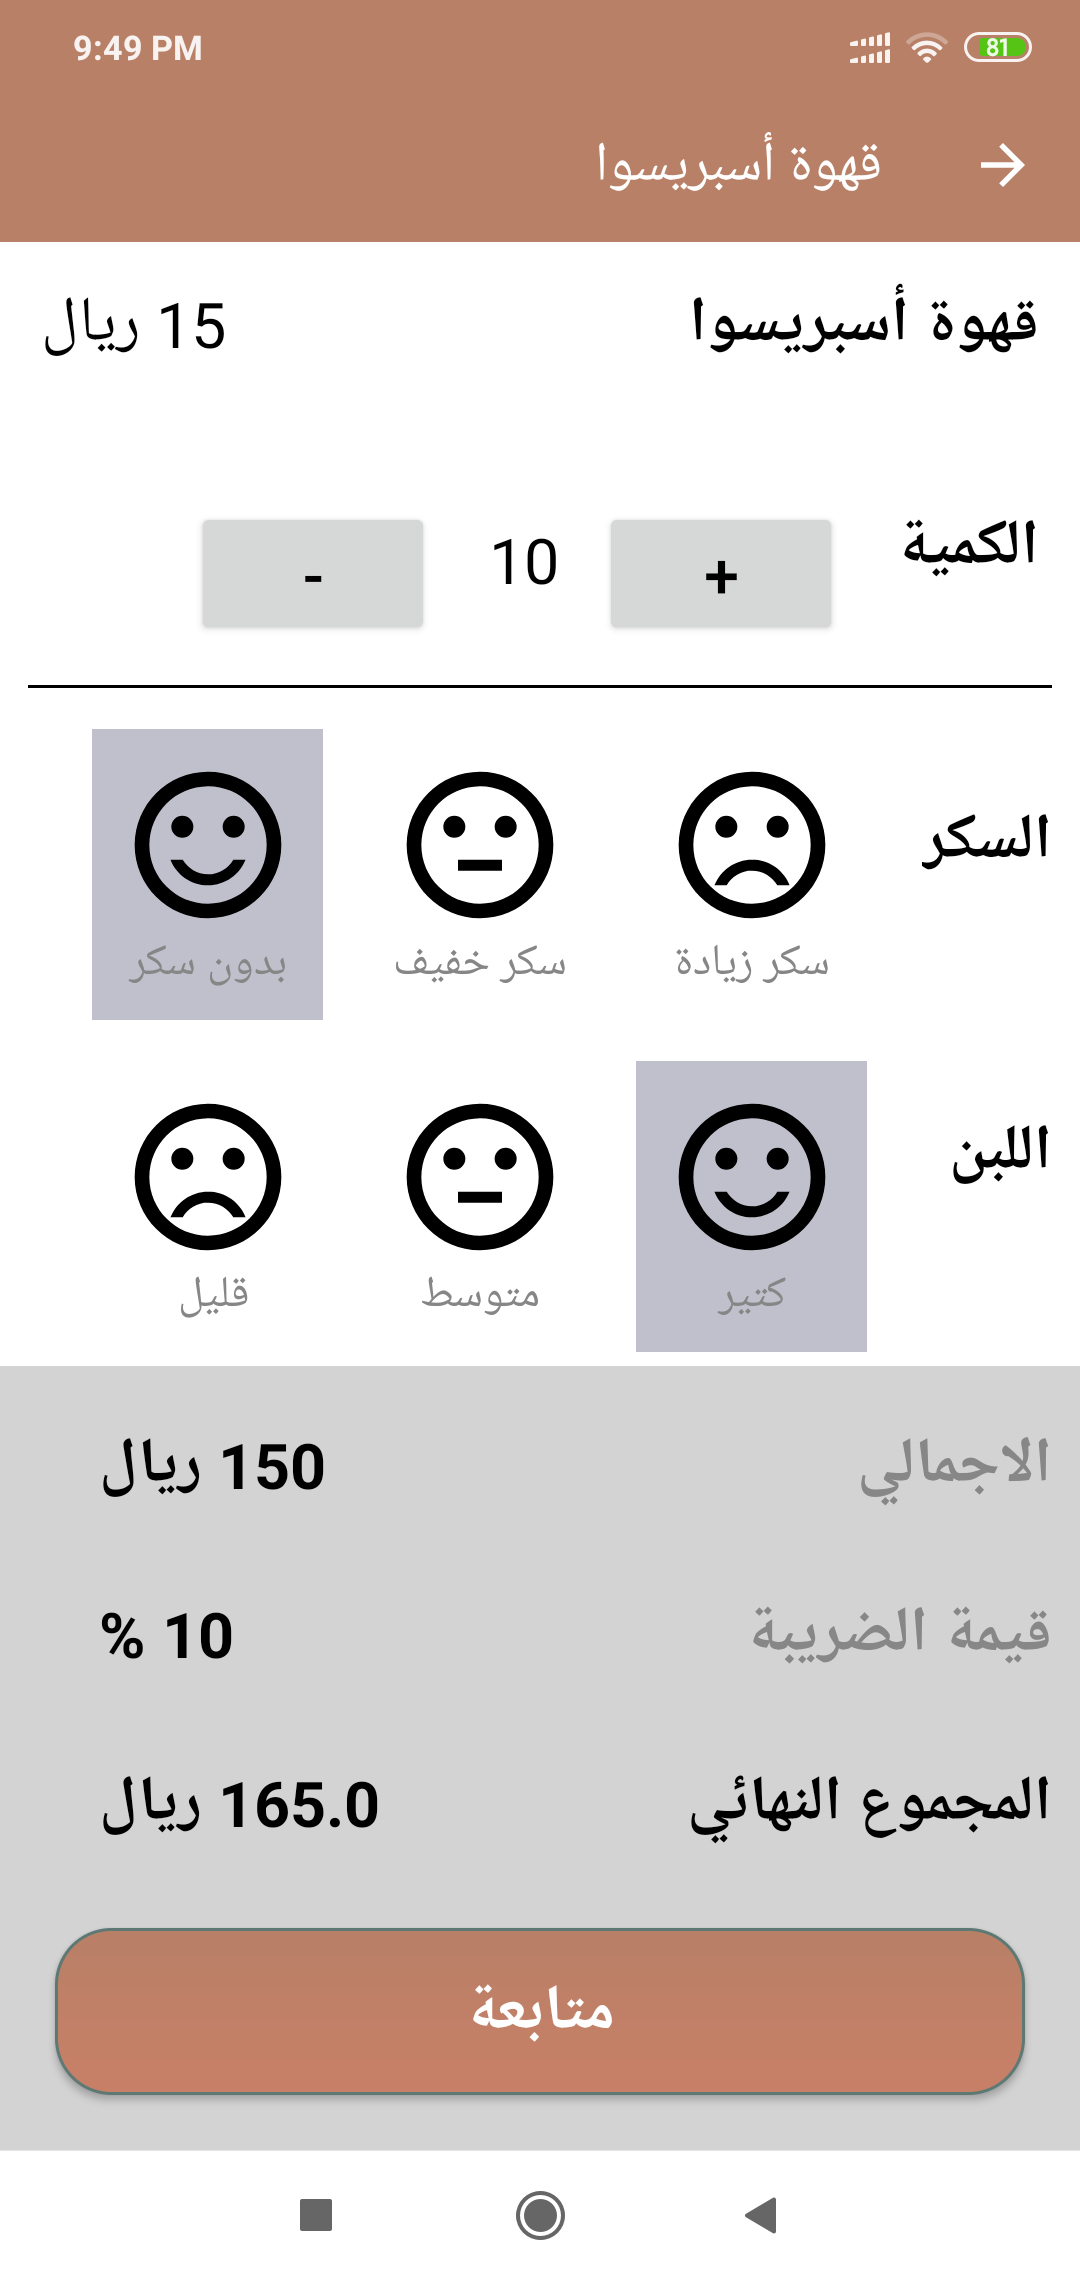 9:49 PM
81
قهوة أسبريسوا
قهوة أسبريسوا
15 ريال
الكمية
+
10
-
السكر
سكر زيادة
سكر خفيف
بدون سكر
اللبن
كتير
متوسط
قليل
الاجمالي
150 ريال
قيمة الضريبة
10 %
المجموع النهائي
165.0 ريال
متابعة